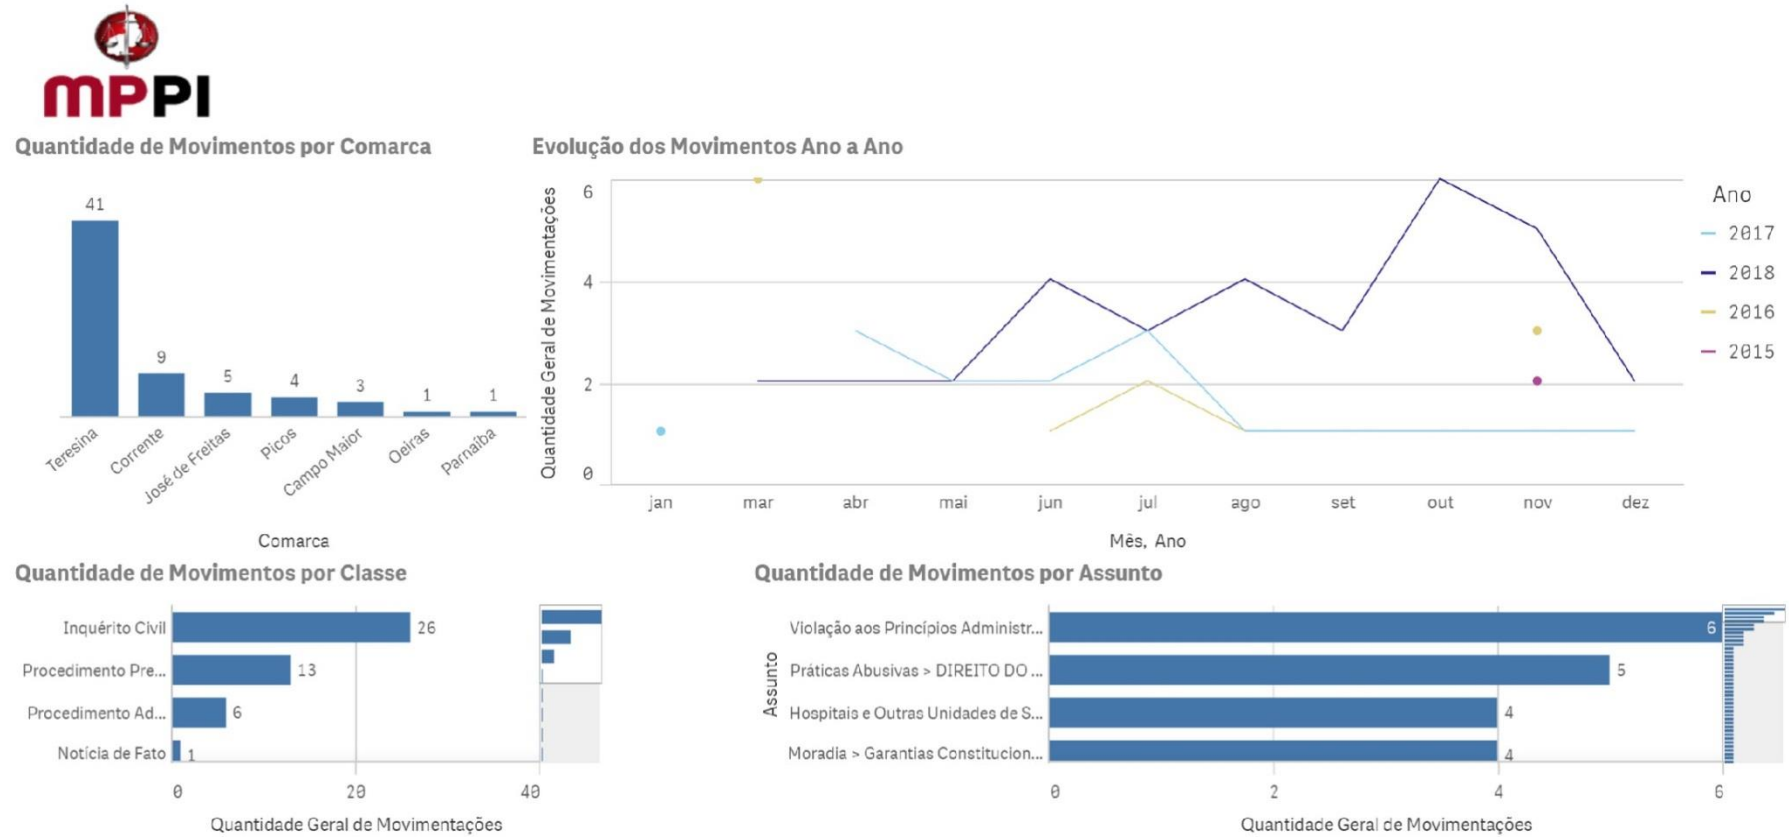 MPPI
Quantidade de Movimentos por Comarca
41
9
5
4
3
1
1
Teresina
Corrente
José de Freitas
Picos
Campo Maior
Oeiras
Parnaíba
Comarca
Evolução dos Movimentos Ano a Ano
Quantidade Geral de Movimentações
6
4
2
0
jan mar abr mai jun jul ago set out nov dez
Mês, Ano
Ano
2017
2018
2016
2015
Quantidade de Movimentos por Classe
Inquérito Civil 26
Procedimento Pre... 13
Procedimento Ad... 6
Notícia de Fato 1
0 20 40
Quantidade Geral de Movimentações
Quantidade de Movimentos por Assunto
Assunto
Violação aos Princípios Administr... 6
Práticas Abusivas > DIREITO DO ... 5
Hospitais e Outras Unidades de S... 4
Moradia > Garantias Constitucion... 4
0 2 4 6
Quantidade Geral de Movimentações